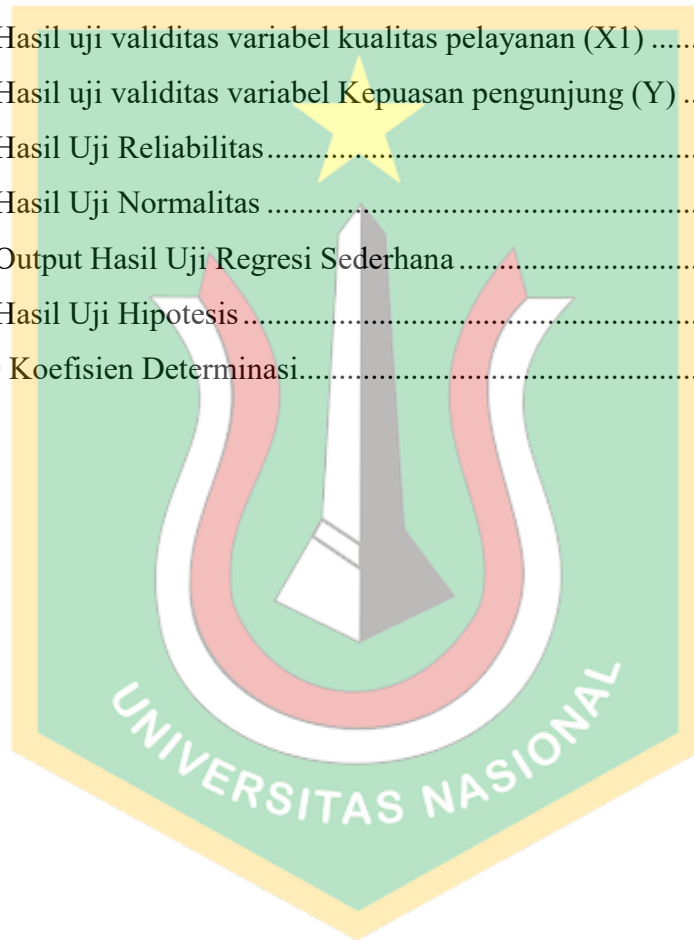 Hasil uji validitas variabel kualitas pelayanan (X1) ......
Hasil uji validitas variabel Kepuasan pengunjung (Y) ..
Hasil Uji Reliabilitas......................................................
Hasil Uji Normalitas ......................................................
Output Hasil Uji Regresi Sederhana..............................
Hasil Uji Hipotesis.........................................................
Koefisien Determinasi..................................................
UNIVERSITAS NASIONAL